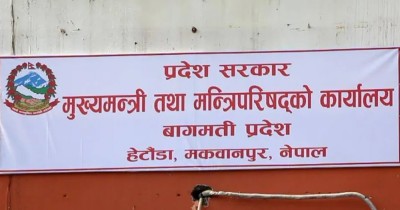 प्रदेश सरकार
मुख्यमन्त्री तथा मन्त्रिपरिषद्को कार्यालय
बागमती प्रदेश
हेटौंडा, मकवानपुर, नेपाल